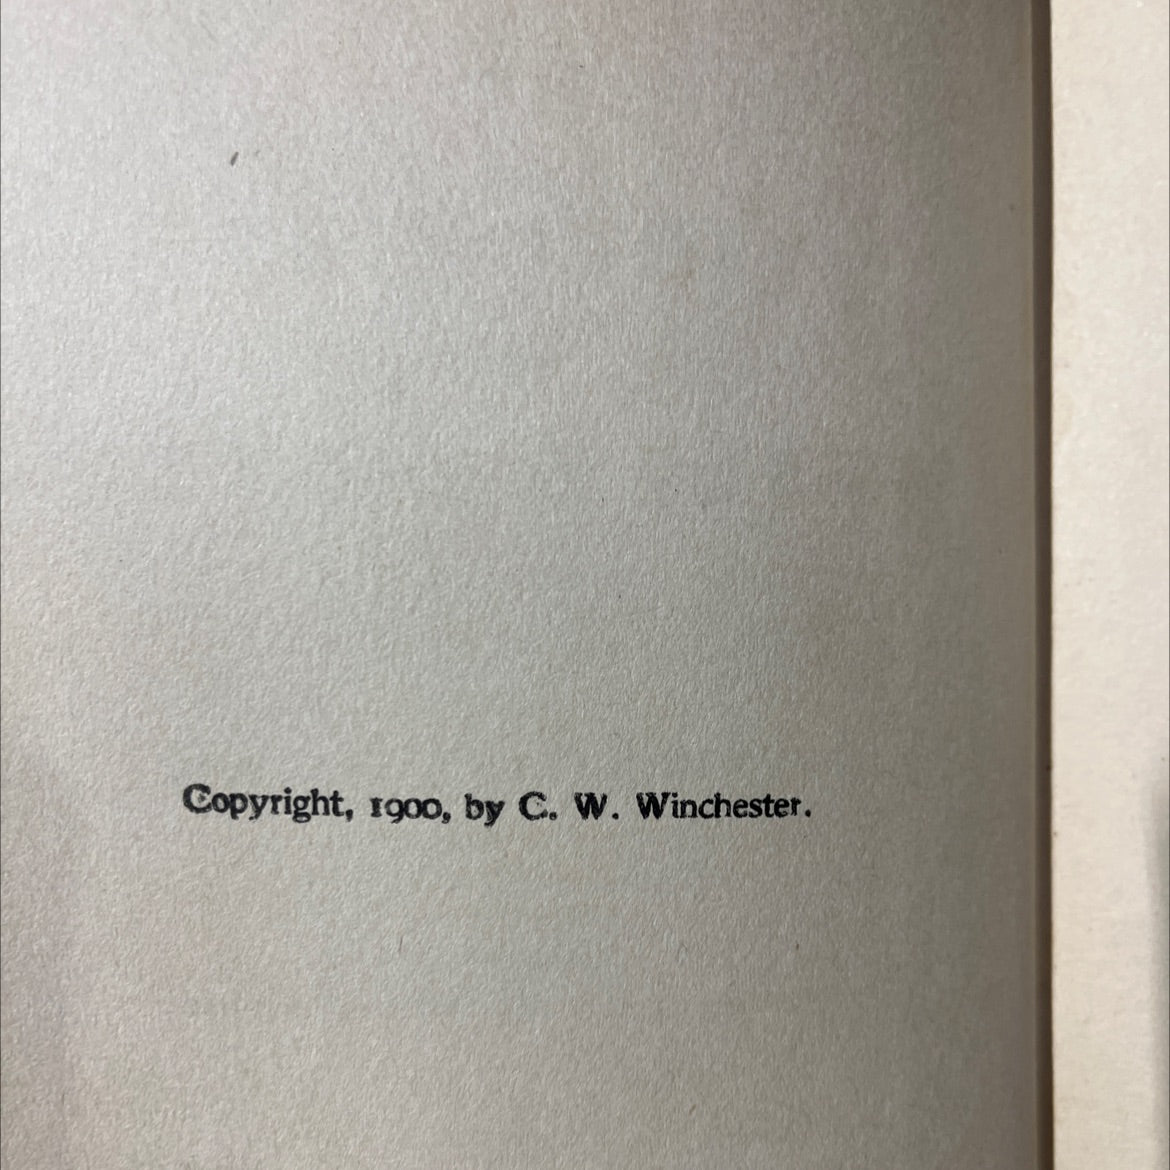 Copyright, 1900, by C. W. Winchester.